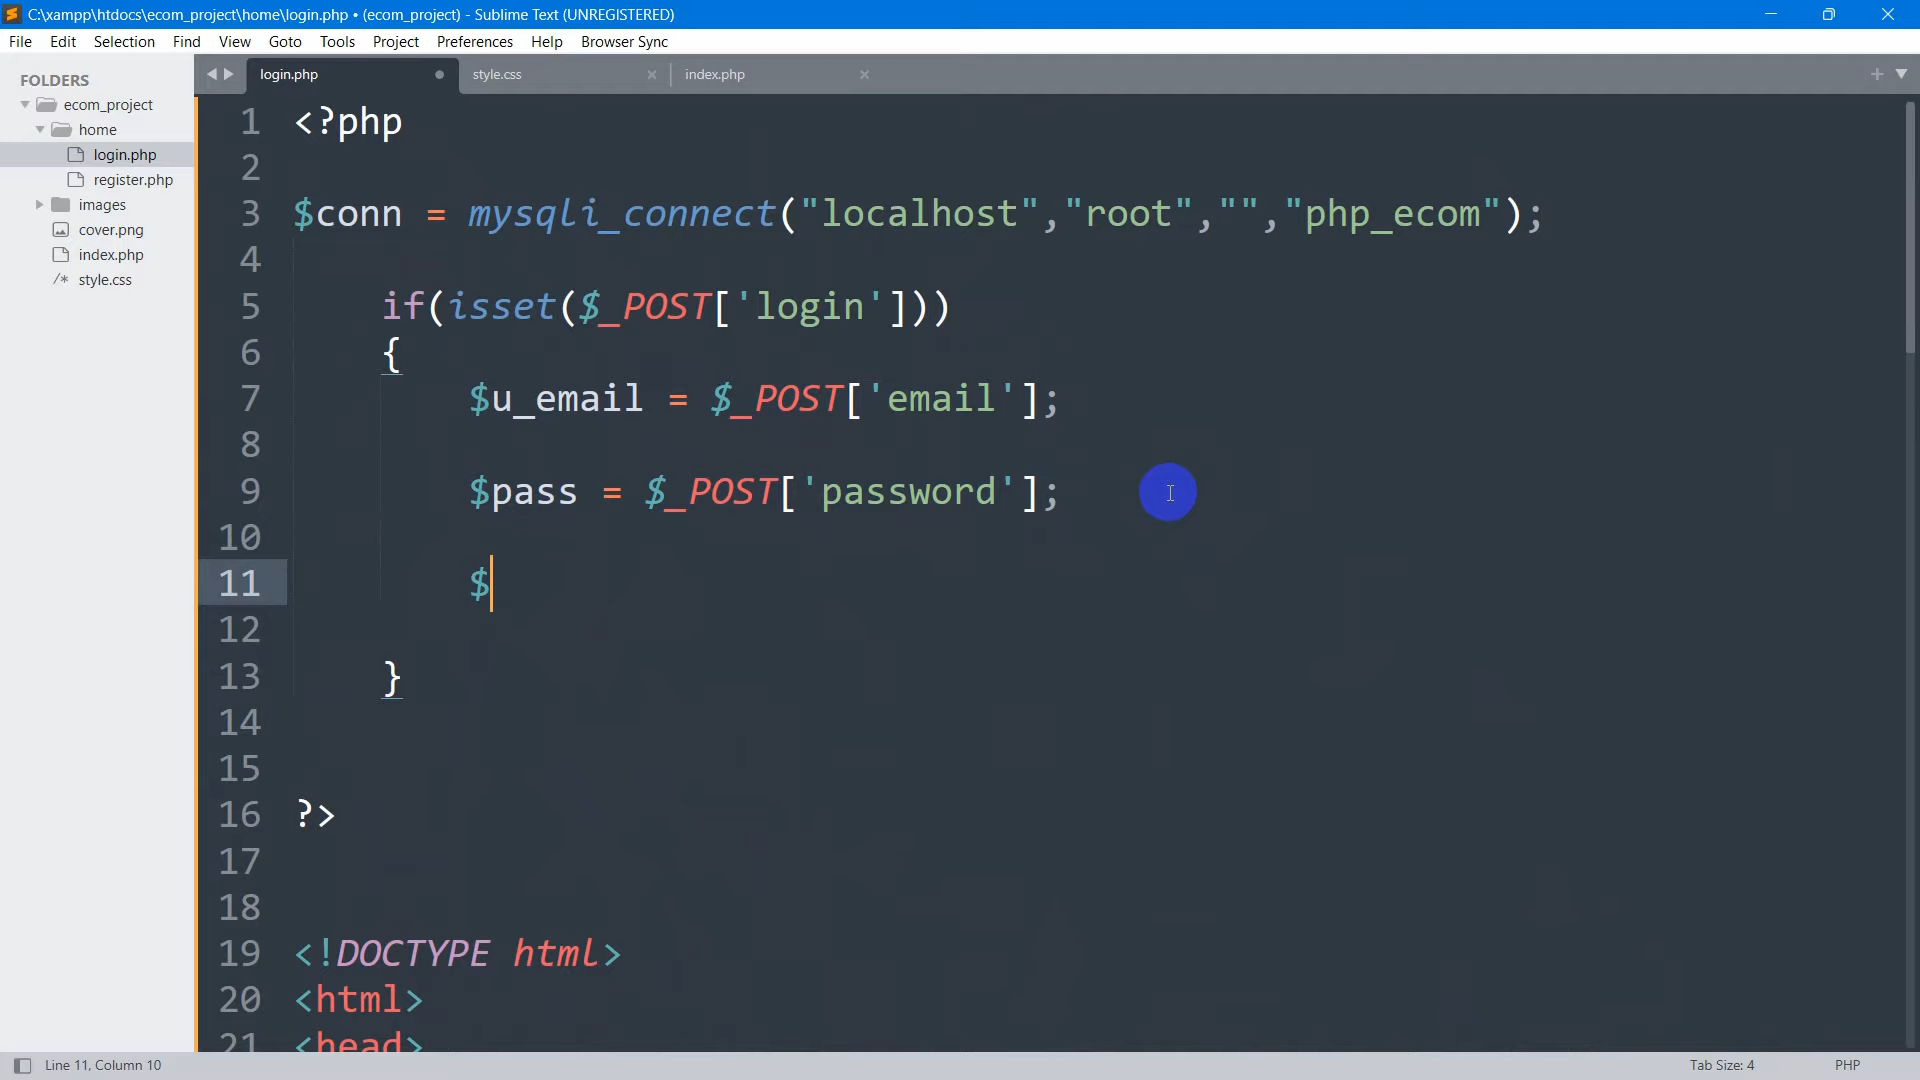 C:\xampp\htdocs\ecom_project\home\login.php • (ecom_project) - Sublime Text (UNREGISTERED)
File Edit Selection Find View Goto Tools Project Preferences Help Browser Sync
FOLDERS
ecom_project
home
login.php
register.php
images
cover.png
index.php
/* style.css
login.php
style.css
index.php
1 <?php
2
3 $conn = mysqli_connect("localhost","root","","php_ecom");
4
5 if(isset($_POST['login']))
6 {
7 $u_email = $_POST['email'];
8
9 $pass = $_POST['password'];
10
11 $
12
13 }
14
15
16 ?>
17
18
19 <!DOCTYPE html>
20 <html>
21 <head>
Line 11, Column 10
Tab Size: 4
PHP